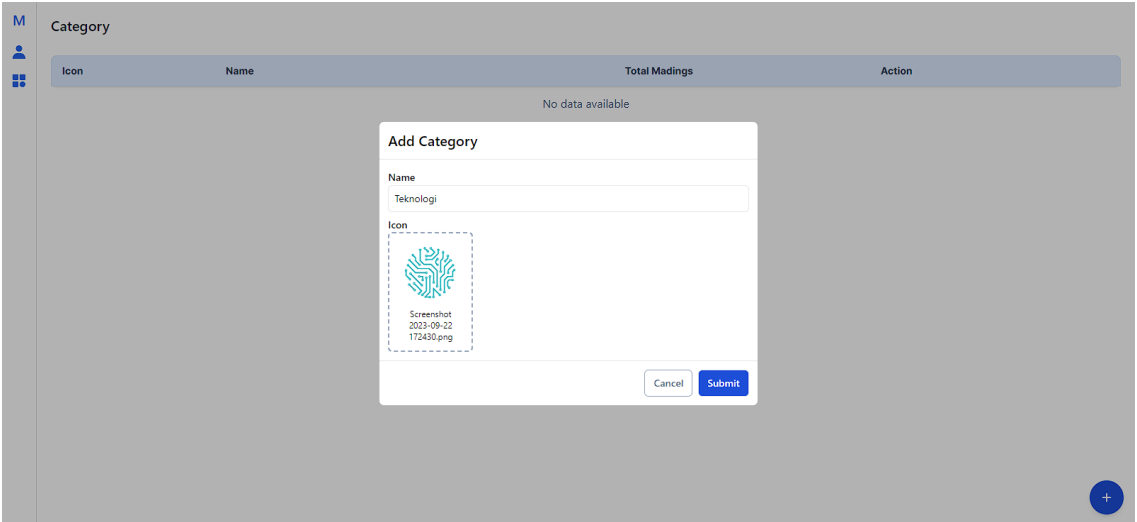 M
Category
Icon Name Total Madings Action
No data available
Add Category
Name
Teknologi
Icon
Screenshot
2023-09-22
172430.png
Cancel Submit
+